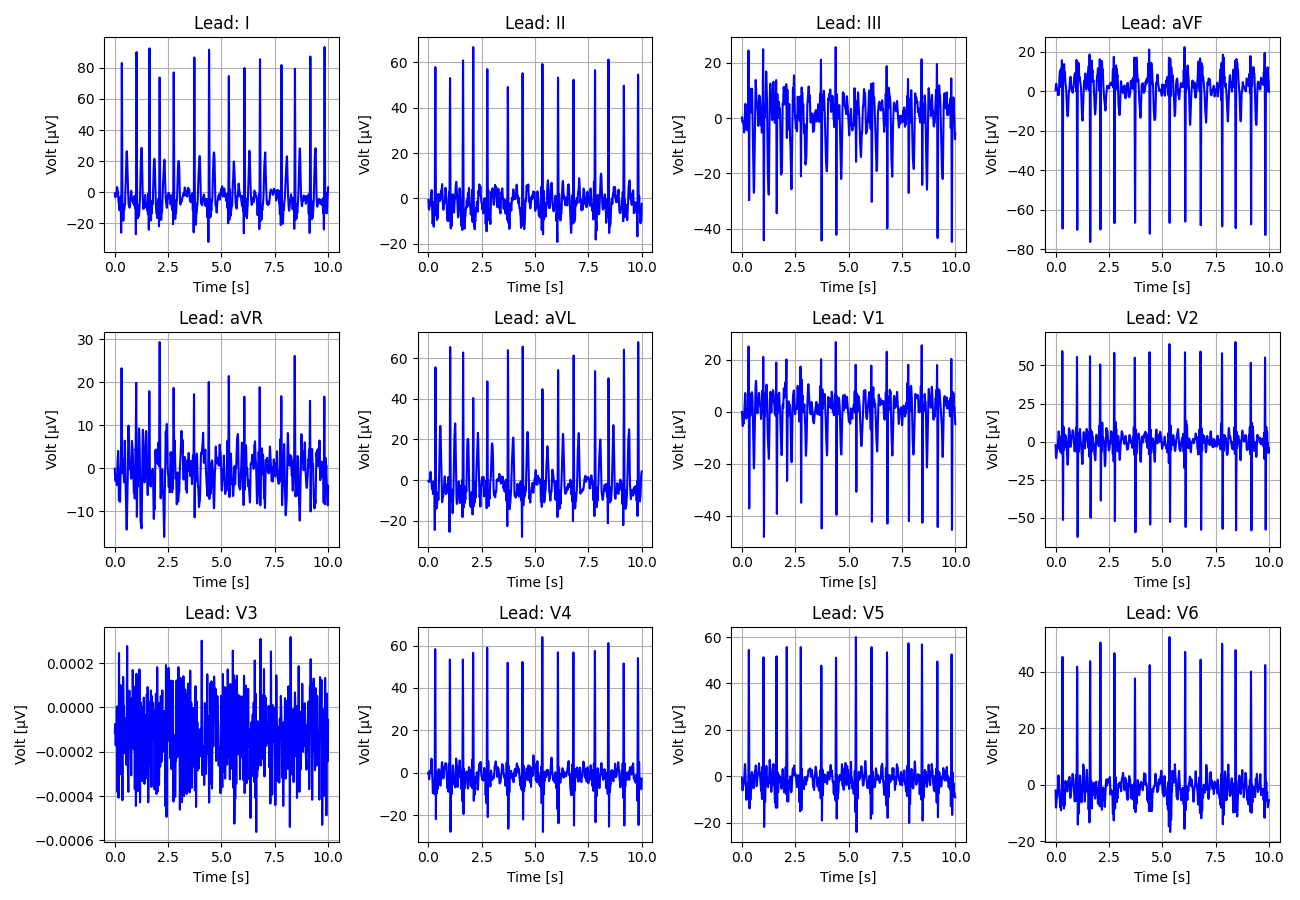 Lead: I
Volt [µV]
80
60
40
20
0
−20
0.0 2.5 5.0 7.5 10.0
Time [s]
Lead: II
Volt [µV]
60
40
20
0
−20
0.0 2.5 5.0 7.5 10.0
Time [s]
Lead: III
Volt [µV]
20
0
−20
−40
0.0 2.5 5.0 7.5 10.0
Time [s]
Lead: aVF
Volt [µV]
20
0
−20
−40
−60
−80
0.0 2.5 5.0 7.5 10.0
Time [s]
Lead: aVR
Volt [µV]
30
20
10
0
−10
0.0 2.5 5.0 7.5 10.0
Time [s]
Lead: aVL
Volt [µV]
60
40
20
0
−20
0.0 2.5 5.0 7.5 10.0
Time [s]
Lead: V1
Volt [µV]
20
0
−20
−40
0.0 2.5 5.0 7.5 10.0
Time [s]
Lead: V2
Volt [µV]
50
25
0
−25
−50
0.0 2.5 5.0 7.5 10.0
Time [s]
Lead: V3
Volt [µV]
0.0002
0.0000
−0.0002
−0.0004
−0.0006
0.0 2.5 5.0 7.5 10.0
Time [s]
Lead: V4
Volt [µV]
60
40
20
0
−20
0.0 2.5 5.0 7.5 10.0
Time [s]
Lead: V5
Volt [µV]
60
40
20
0
−20
0.0 2.5 5.0 7.5 10.0
Time [s]
Lead: V6
Volt [µV]
40
20
0
−20
0.0 2.5 5.0 7.5 10.0
Time [s]